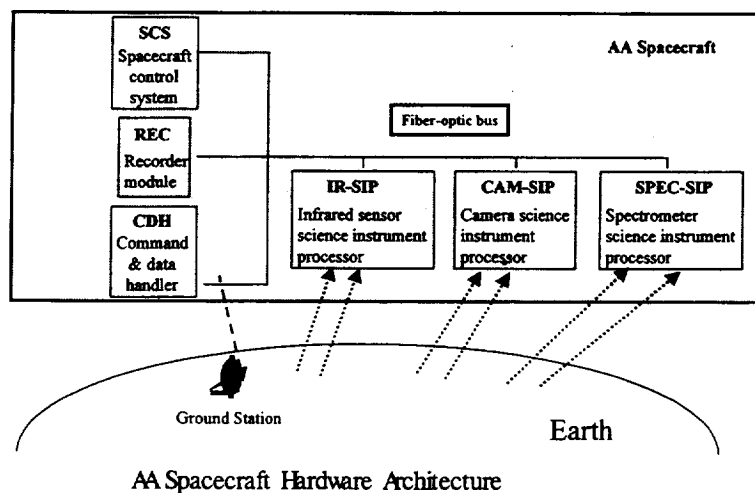 SCS
Spacecraft
control
system
AA Spacecraft
REC
Recorder
module
Fiber-optic bus
CDH
Command
& data
handler
IR-SIP
Infrared sensor
science instrument
processor
CAM-SIP
Camera science
instrument
processor
SPEC-SIP
Spectrometer
science instrument
processor
Ground Station
Earth
AA Spacecraft Hardware Architecture